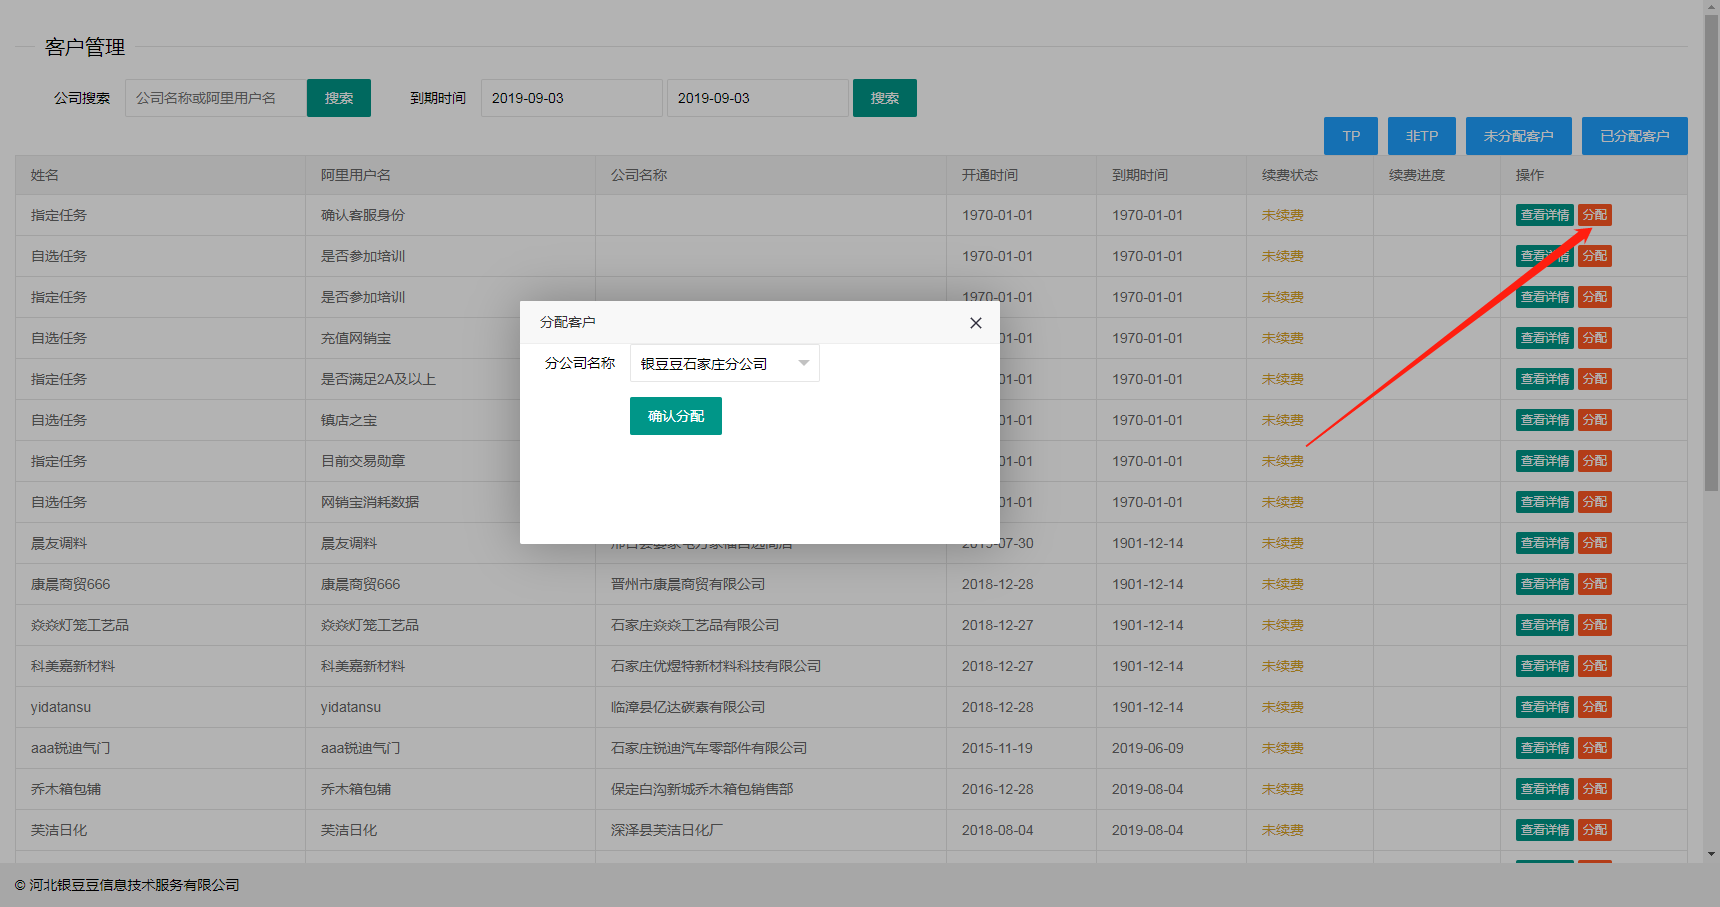 客户管理
公司搜索 公司名称或阿里用户名 搜索 到期时间 2019-09-03 2019-09-03 搜索
TP 非TP 未分配客户 已分配客户
姓名 阿里用户名 公司名称 开通时间 到期时间 续费状态 续费进度 操作
指定任务 确认客服身份 1970-01-01 1970-01-01 未续费 查看详情 分配
自选任务 是否参加培训 1970-01-01 1970-01-01 未续费 查看详情 分配
指定任务 是否参加培训 1970-01-01 1970-01-01 未续费 查看详情 分配
自选任务 充值网销宝 01-01 1970-01-01 未续费 查看详情 分配
指定任务 是否满足2A及以上 01-01 1970-01-01 未续费 查看详情 分配
自选任务 镇店之宝 01-01 1970-01-01 未续费 查看详情 分配
指定任务 目前交易勋章 01-01 1970-01-01 未续费 查看详情 分配
自选任务 网销宝消耗数据 01-01 1970-01-01 未续费 查看详情 分配
分配客户
分公司名称 银豆豆石家庄分公司
确认分配
晨友调料 晨友调料 07-30 1901-12-14 未续费 查看详情 分配
康晨商贸666 康晨商贸666 晋州市康晨商贸有限公司 2018-12-28 1901-12-14 未续费 查看详情 分配
焱焱灯笼工艺品 焱焱灯笼工艺品 石家庄焱焱工艺品有限公司 2018-12-27 1901-12-14 未续费 查看详情 分配
科美嘉新材料 科美嘉新材料 石家庄优煜特新材料科技有限公司 2018-12-27 1901-12-14 未续费 查看详情 分配
yidatansu yidatansu 临漳县亿达碳素有限公司 2018-12-28 1901-12-14 未续费 查看详情 分配
aaa锐迪气门 aaa锐迪气门 石家庄锐迪汽车零部件有限公司 2015-11-19 2019-06-09 未续费 查看详情 分配
乔木箱包铺 乔木箱包铺 保定白沟新城乔木箱包销售部 2016-12-28 2019-08-04 未续费 查看详情 分配
芙洁日化 芙洁日化 深泽县芙洁日化厂 2018-08-04 2019-08-04 未续费 查看详情 分配
© 河北银豆豆信息技术服务有限公司